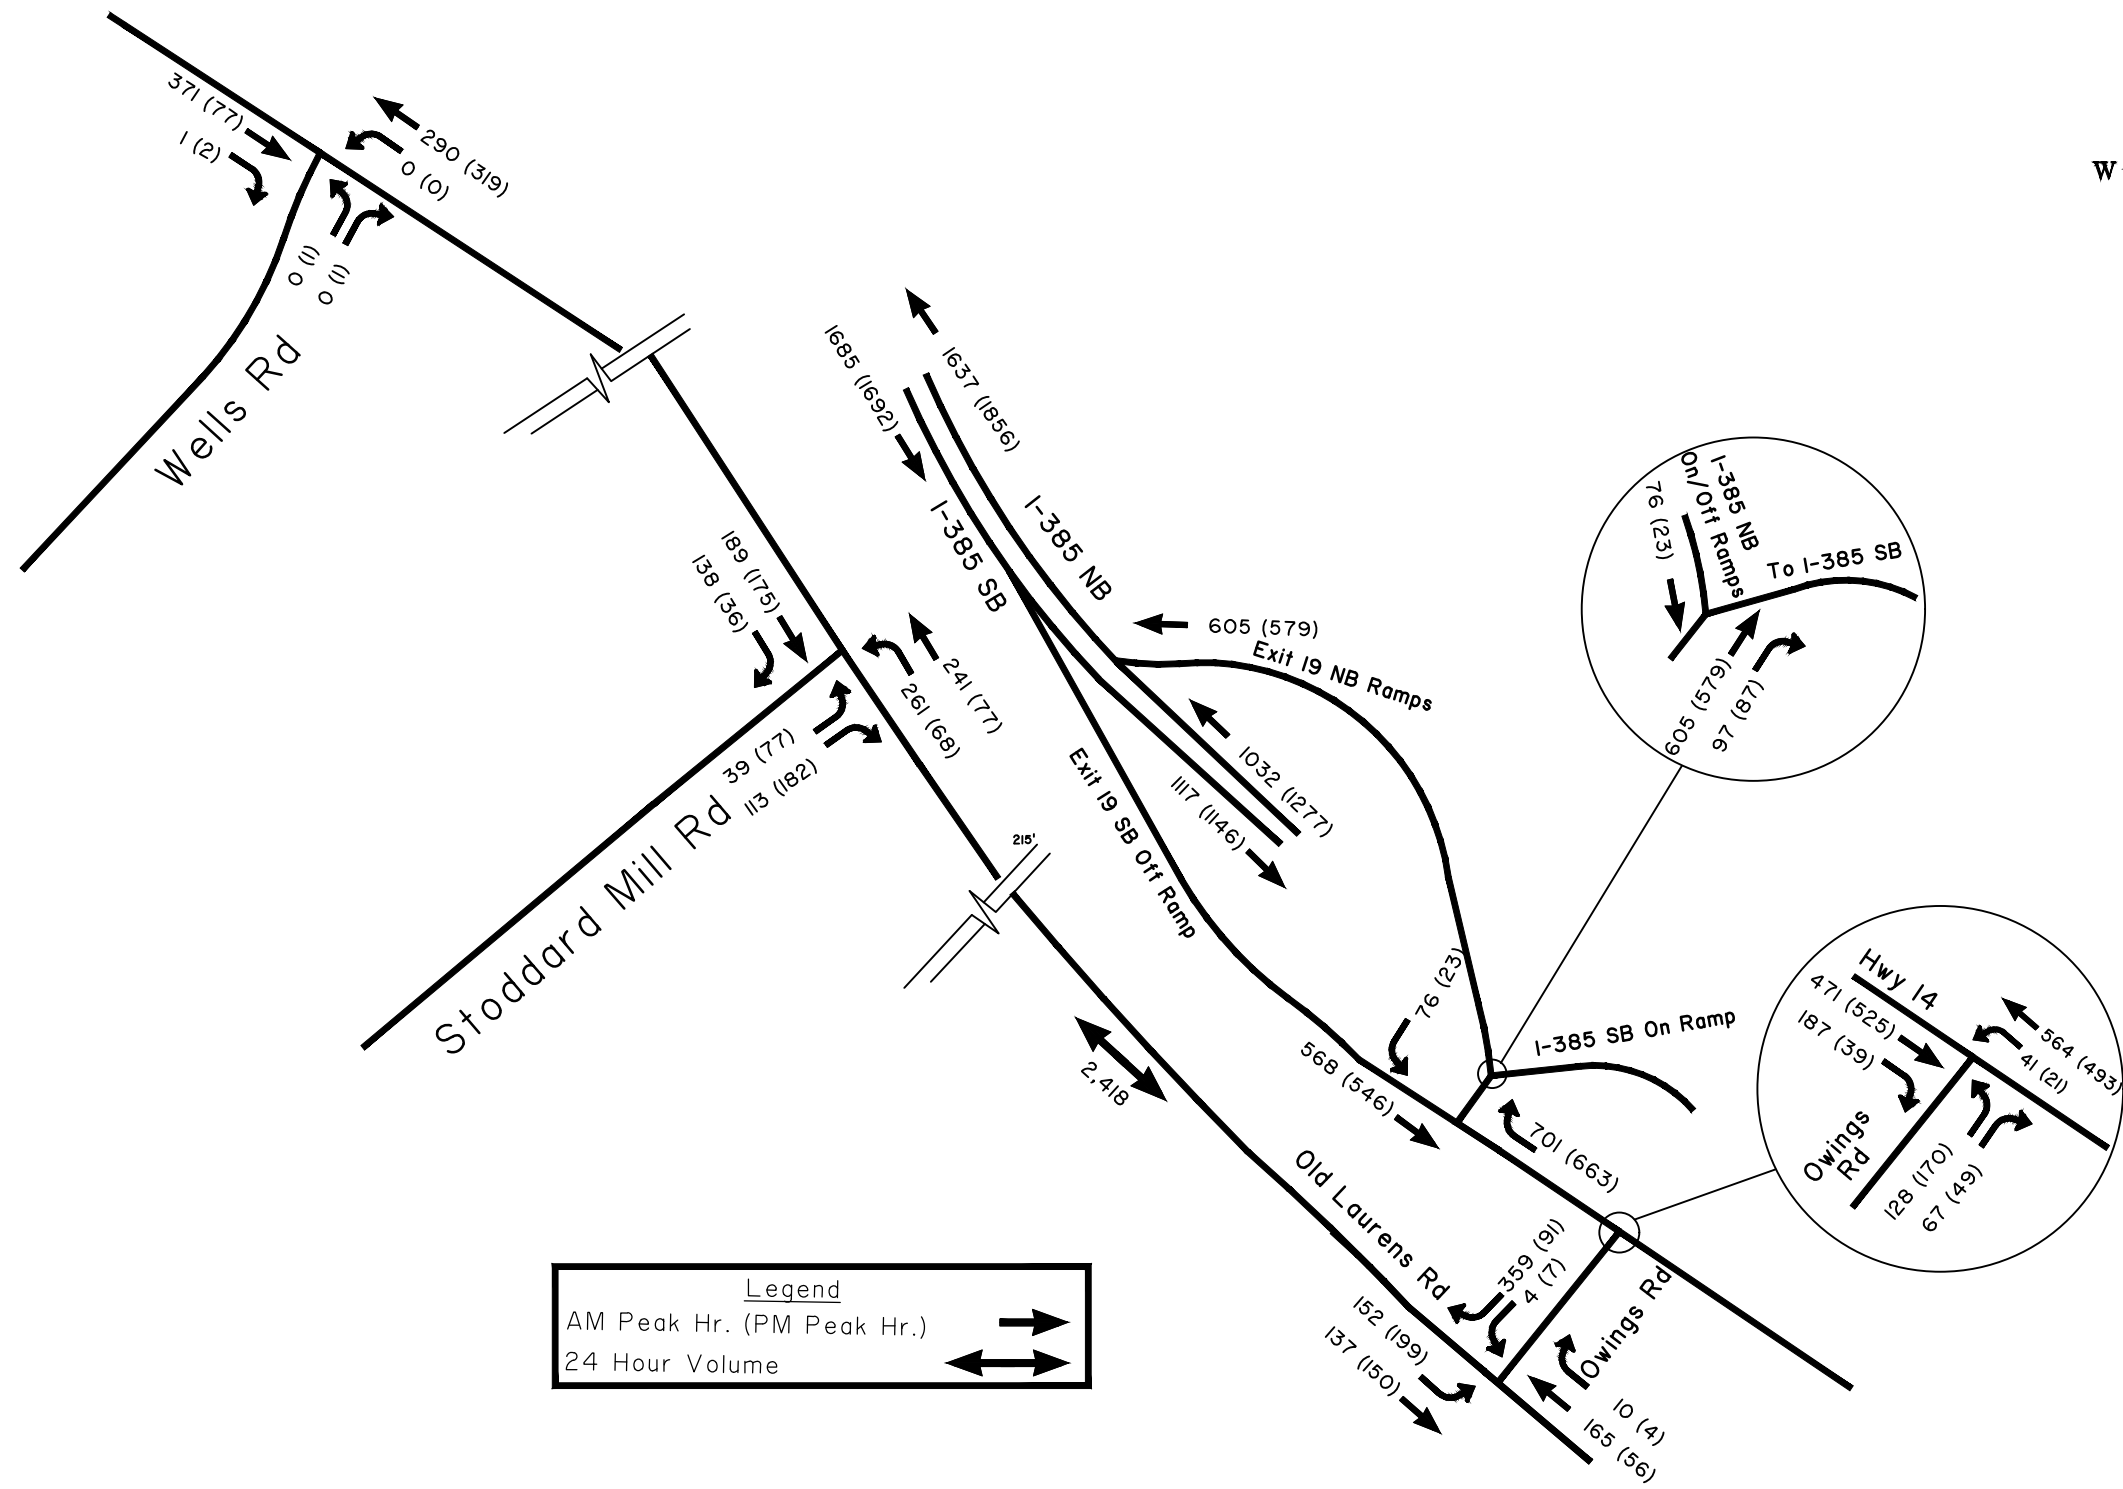 371 (77)
1 (2)
290 (319)
0 (0)
0 (1)
0 (1)
Wells Rd
W
1685 (1692)
1637 (1856)
I-385 SB
I-385 NB
189 (175)
138 (36)
241 (77)
261 (68)
39 (77)
113 (182)
Stoddard Mill Rd
605 (579)
Exit 19 NB Ramps
1032 (1277)
1117 (1146)
Exit 19 SB Off Ramp
215'
76 (23)
I-385 NB
On/Off Ramps
To I-385 SB
605 (579)
97 (87)
76 (23)
568 (546)
I-385 SB On Ramp
701 (663)
2,418
Old Laurens Rd
Hwy 14
471 (525)
187 (39)
564 (493)
41 (21)
Owings
Rd
128 (170)
67 (49)
359 (91)
4 (7)
Owings Rd
152 (199)
137 (150)
10 (4)
165 (56)
Legend
AM Peak Hr. (PM Peak Hr.)
24 Hour Volume